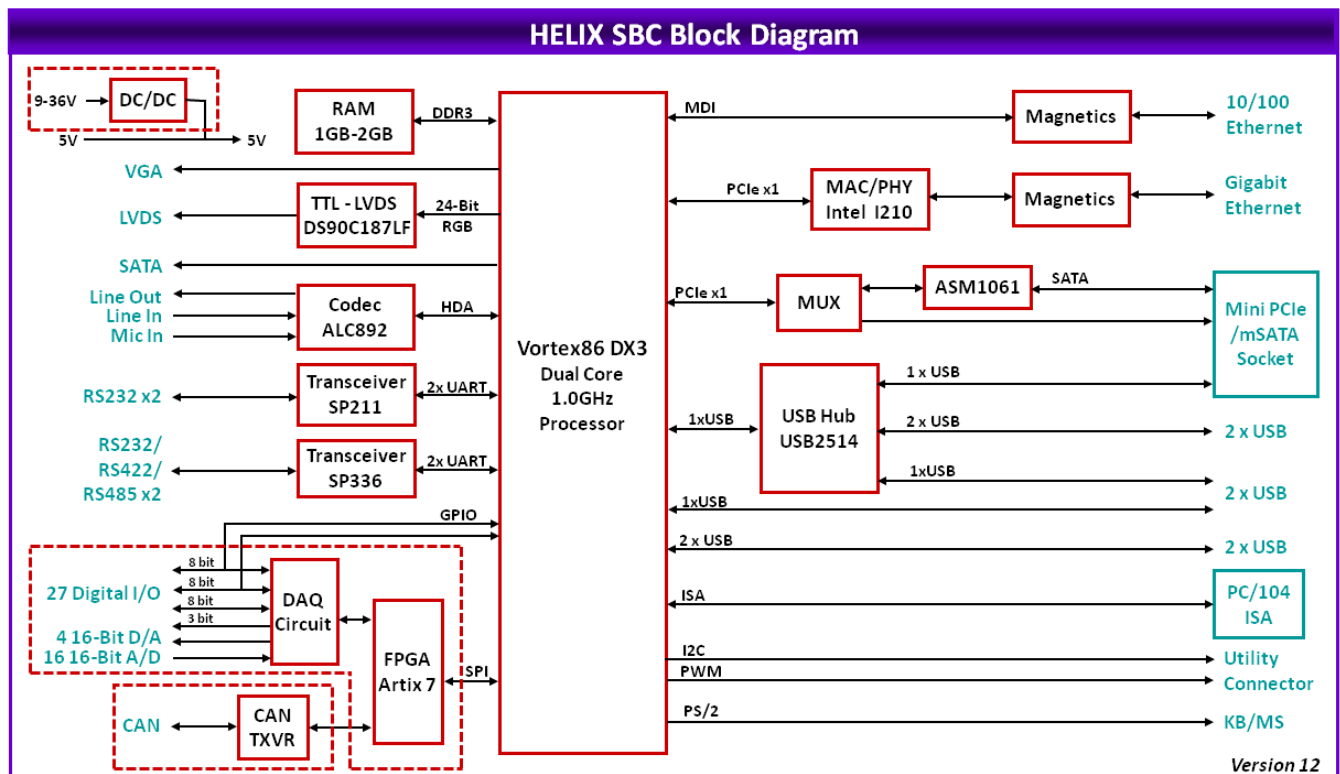 HELIX SBC Block Diagram
9-36V
DC/DC
5V
5V
RAM
1GB-2GB
DDR3
VGA
TTL - LVDS
DS90C187LF
24-Bit
RGB
LVDS
SATA
Line Out
Line In
Mic In
Codec
ALC892
HDA
RS232 x2
Transceiver
SP211
2x UART
RS232/
RS422/
RS485 x2
Transceiver
SP336
2x UART
GPIO
8 bit
8 bit
8 bit
3 bit
27 Digital I/O
4 16-Bit D/A
16 16-Bit A/D
DAQ
Circuit
FPGA
Artix 7
SPI
CAN
CAN
TXVR
Vortex86 DX3
Dual Core
1.0GHz
Processor
MDI
Magnetics
10/100
Ethernet
PCIe x1
MAC/PHY
Intel I210
Magnetics
Gigabit
Ethernet
PCIe x1
MUX
ASM1061
SATA
Mini PCIe
/mSATA
Socket
1xUSB
USB Hub
USB2514
1 x USB
2 x USB
2 x USB
1xUSB
1xUSB
2 x USB
2 x USB
2 x USB
ISA
PC/104
ISA
I2C
PWM
Utility
Connector
PS/2
KB/MS
Version 12